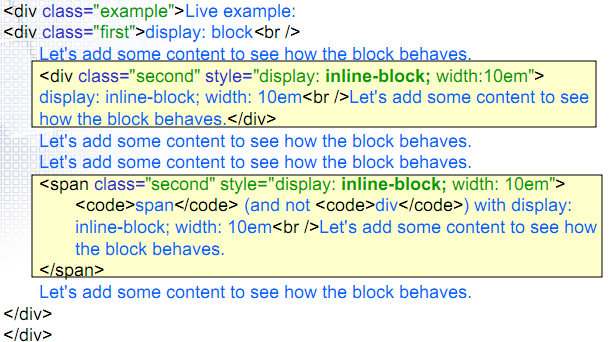 <div class="example">Live example:
<div class="first">display: block<br />
Let's add some content to see how the block behaves.
<div class="second" style="display: inline-block; width:10em">
display: inline-block; width: 10em<br />Let's add some content to see
how the block behaves.</div>
Let's add some content to see how the block behaves.
Let's add some content to see how the block behaves.
<span class="second" style="display: inline-block; width: 10em">
<code>span</code> (and not <code>div</code>) with display:
inline-block; width: 10em<br />Let's add some content to see how
the block behaves.
</span>
Let's add some content to see how the block behaves.
</div>
</div>